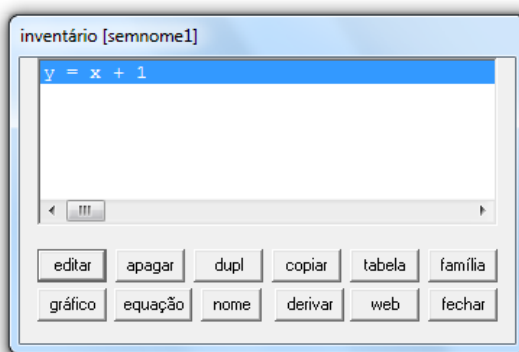 inventário [semnome1]
y = x + 1
editar apagar dupl copiar tabela família
gráfico equação nome derivar web fechar